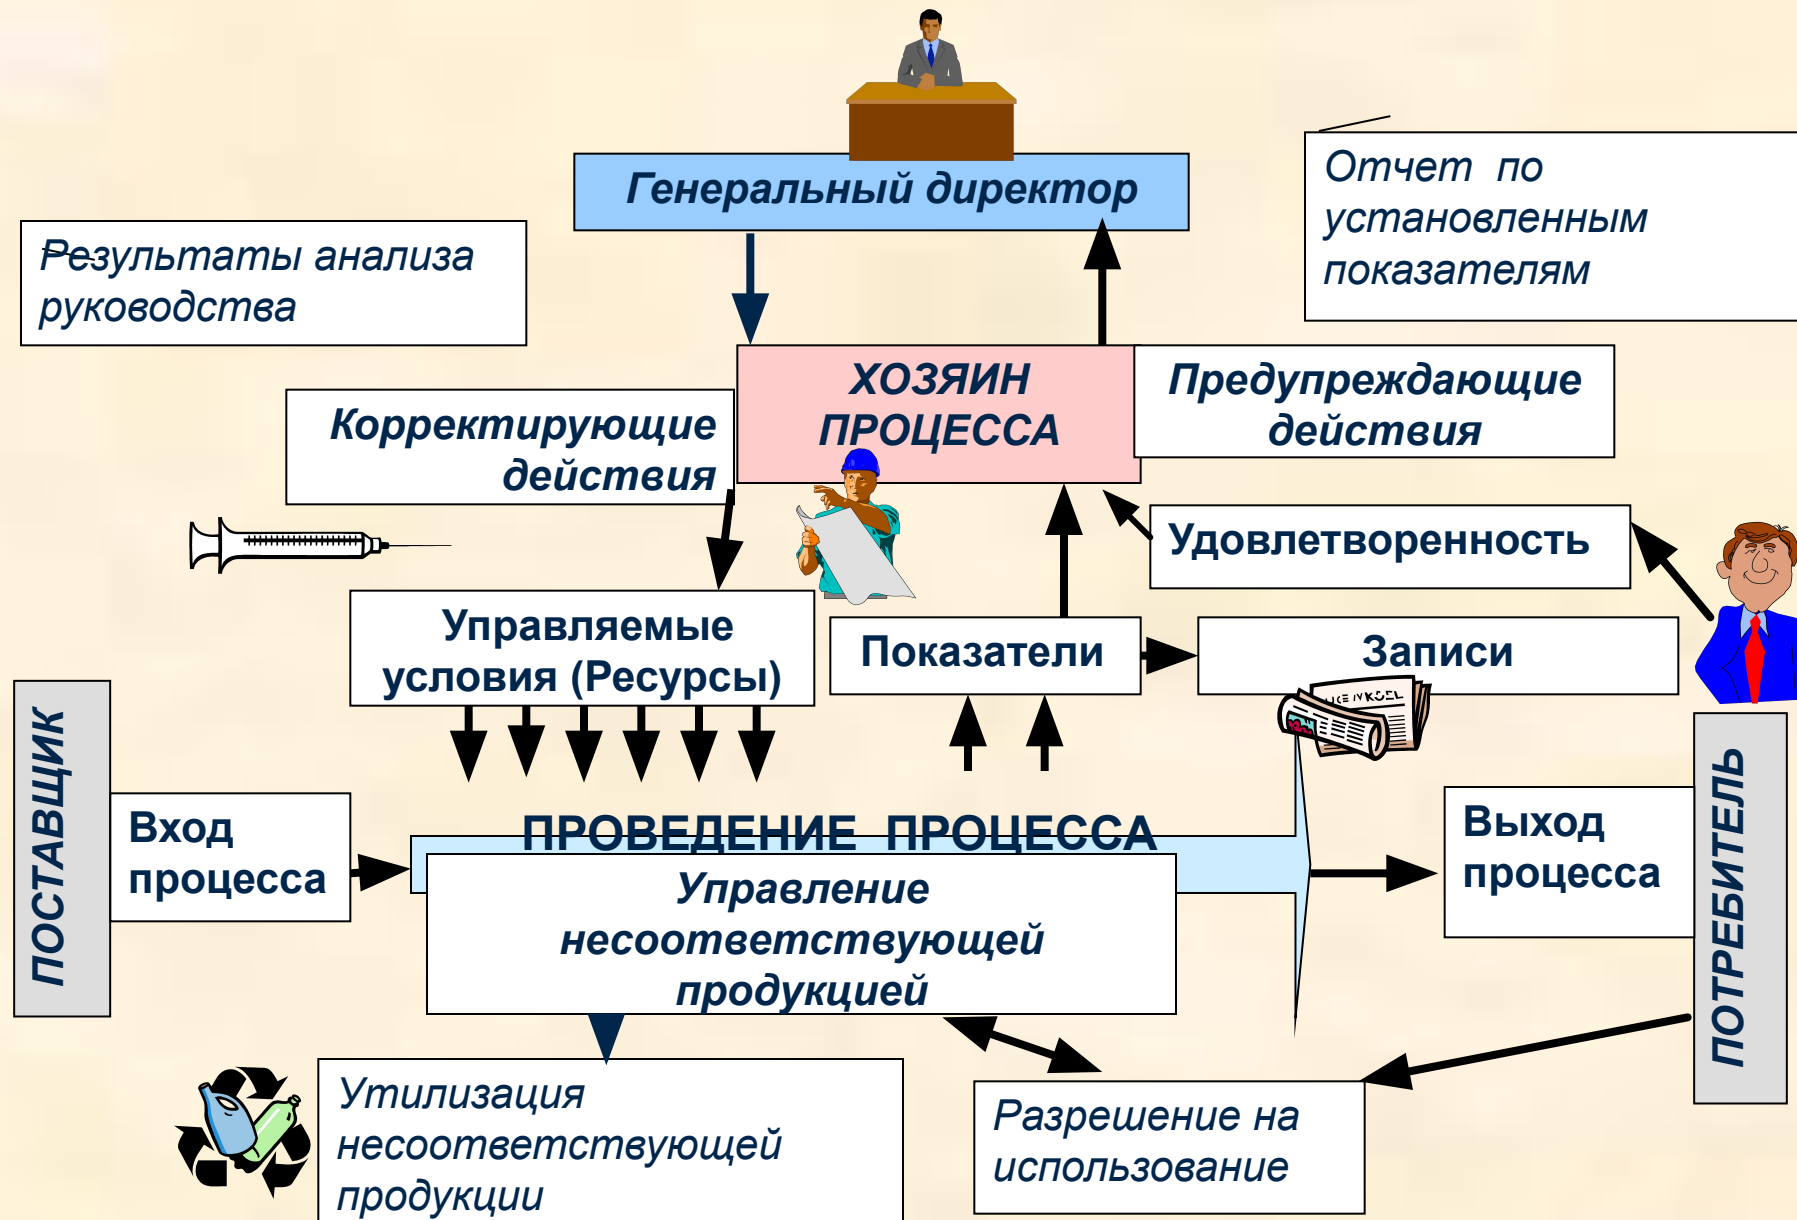 Генеральный директор
Отчет по
установленным
показателям
Результаты анализа
руководства
ХОЗЯИН
ПРОЦЕССА
Предупреждающие
действия
Корректирующие
действия
Удовлетворенность
Управляемые
условия (Ресурсы)
Показатели
Записи
ПОСТАВЩИК
Вход
процесса
ПРОВЕДЕНИЕ ПРОЦЕССА
Управление
несоответствующей
продукцией
Выход
процесса
ПОТРЕБИТЕЛЬ
Утилизация
несоответствующей
продукции
Разрешение на
использование